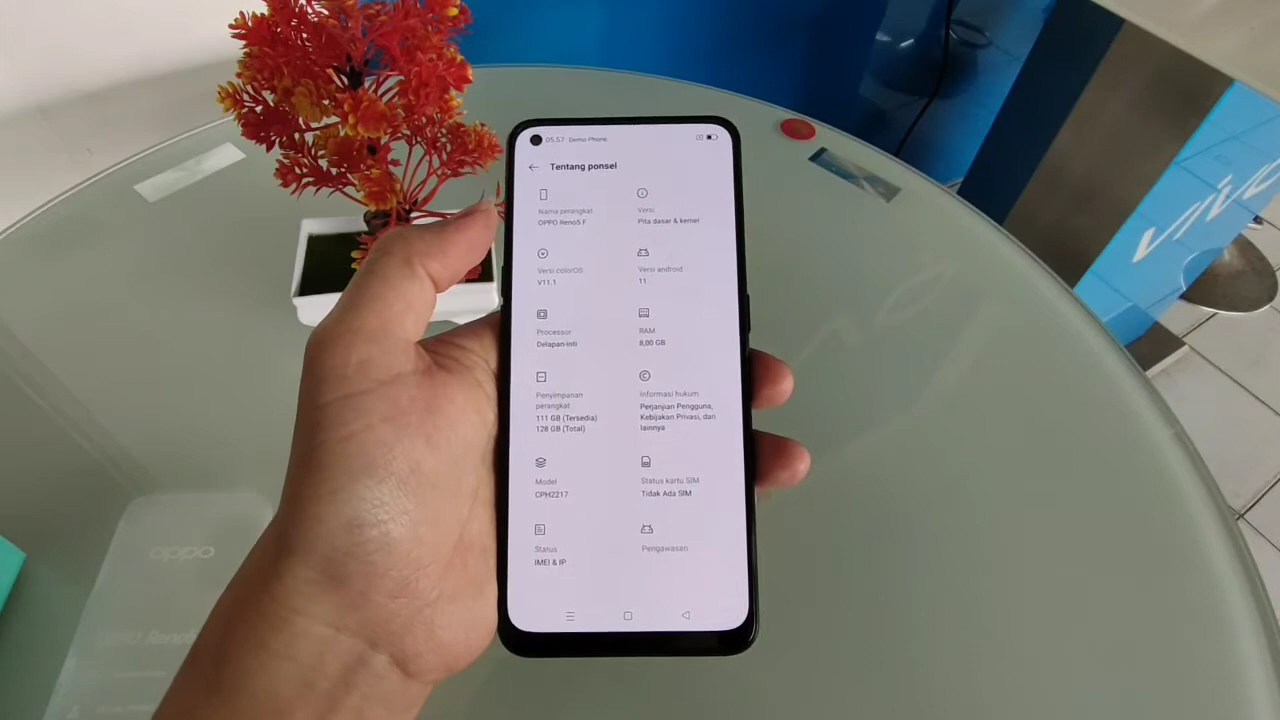 05.57 Demo Phone
Tentang ponsel
Nama perangkat
OPPO Reno5 F
Versi
Pita dasar & kernel
Versi colorOS
V11.1
Versi android
11
Processor
Delapan-inti
RAM
8,00 GB
Penyimpanan
perangkat
111 GB (Tersedia)
128 GB (Total)
Informasi hukum
Perjanjian Pengguna,
Kebijakan Privasi, dan
lainnya
Model
CPH2217
Status kartu SIM
Tidak Ada SIM
Status
IMEI & IP
Pengawasan
vivo
oppo